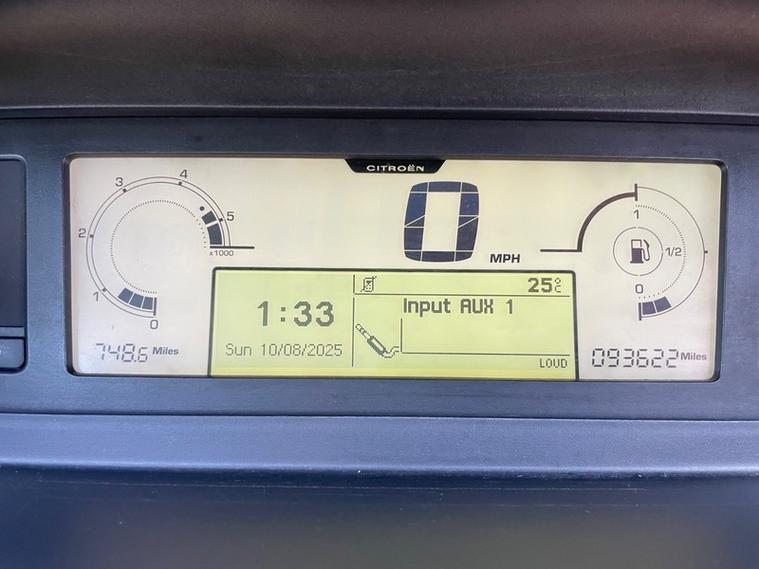 CITROËN
4
3
5
x1000
2
1
0
0
MPH
1
1/2
0
25°C
1:33
Input AUX 1
Sun 10/08/2025
LOUD
748.6 Miles
093622 Miles